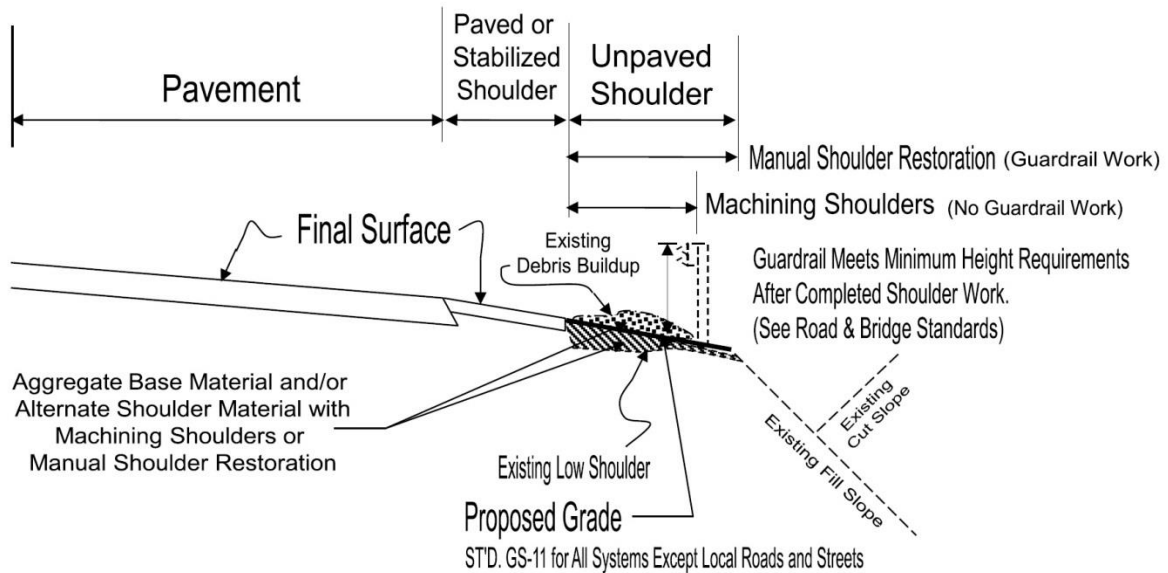 Pavement
Paved or
Stabilized
Shoulder
Unpaved
Shoulder
Manual Shoulder Restoration (Guardrail Work)
Machining Shoulders (No Guardrail Work)
Final Surface
Existing
Debris Buildup
Guardrail Meets Minimum Height Requirements
After Completed Shoulder Work.
(See Road & Bridge Standards)
Aggregate Base Material and/or
Alternate Shoulder Material with
Machining Shoulders or
Manual Shoulder Restoration
Existing Low Shoulder
Existing
Cut Slope
Existing Fill Slope
Proposed Grade
ST'D. GS-11 for All Systems Except Local Roads and Streets